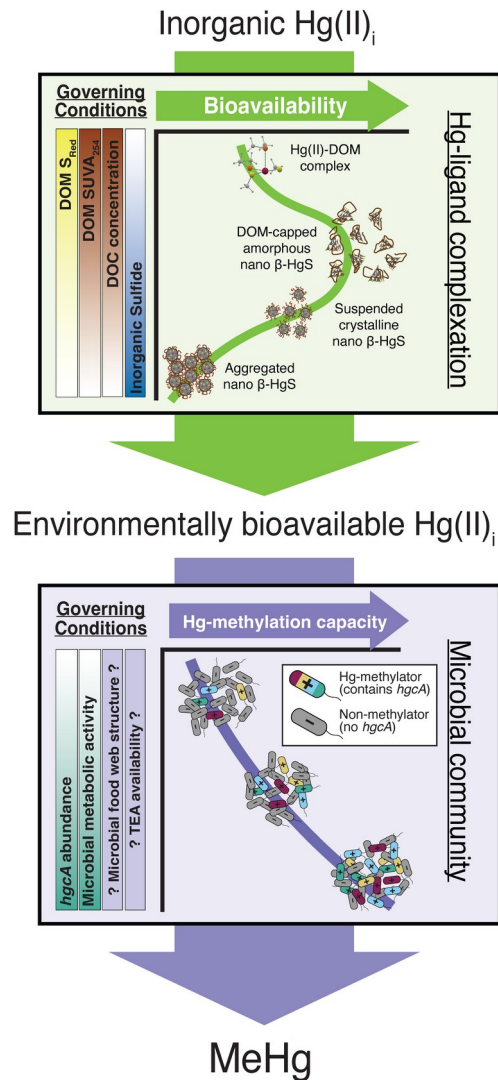 Inorganic Hg(II)i
Governing
Conditions
Bioavailability
DOM SRed
DOM SUVA254
DOC concentration
Inorganic Sulfide
Hg(II)-DOM
complex
DOM-capped
amorphous
nano β-HgS
Suspended
crystalline
nano β-HgS
Aggregated
nano β-HgS
Hg-ligand complexation
Environmentally bioavailable Hg(II)i
Governing
Conditions
Hg-methylation capacity
hgcA abundance
Microbial metabolic activity
? Microbial food web structure ?
? TEA availability ?
Hg-methylator
(contains hgcA)
Non-methylator
(no hgcA)
Microbial community
MeHg